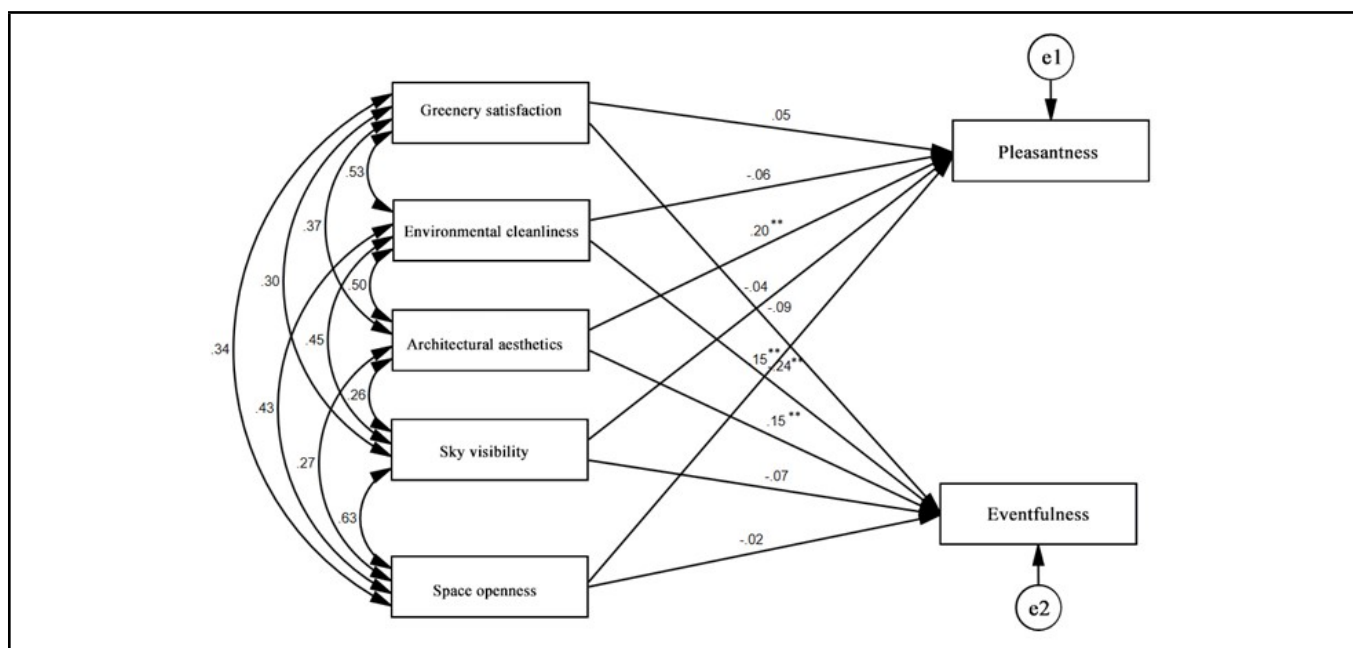 e1
Greenery satisfaction
.05
Pleasantness
.53
-.06
.37
Environmental cleanliness
.20**
.30
.50
-.04
-.09
.45
Architectural aesthetics
.34
.15**
-.24**
.26
.43
.15**
Sky visibility
.27
-.07
Eventfulness
.63
-.02
Space openness
e2